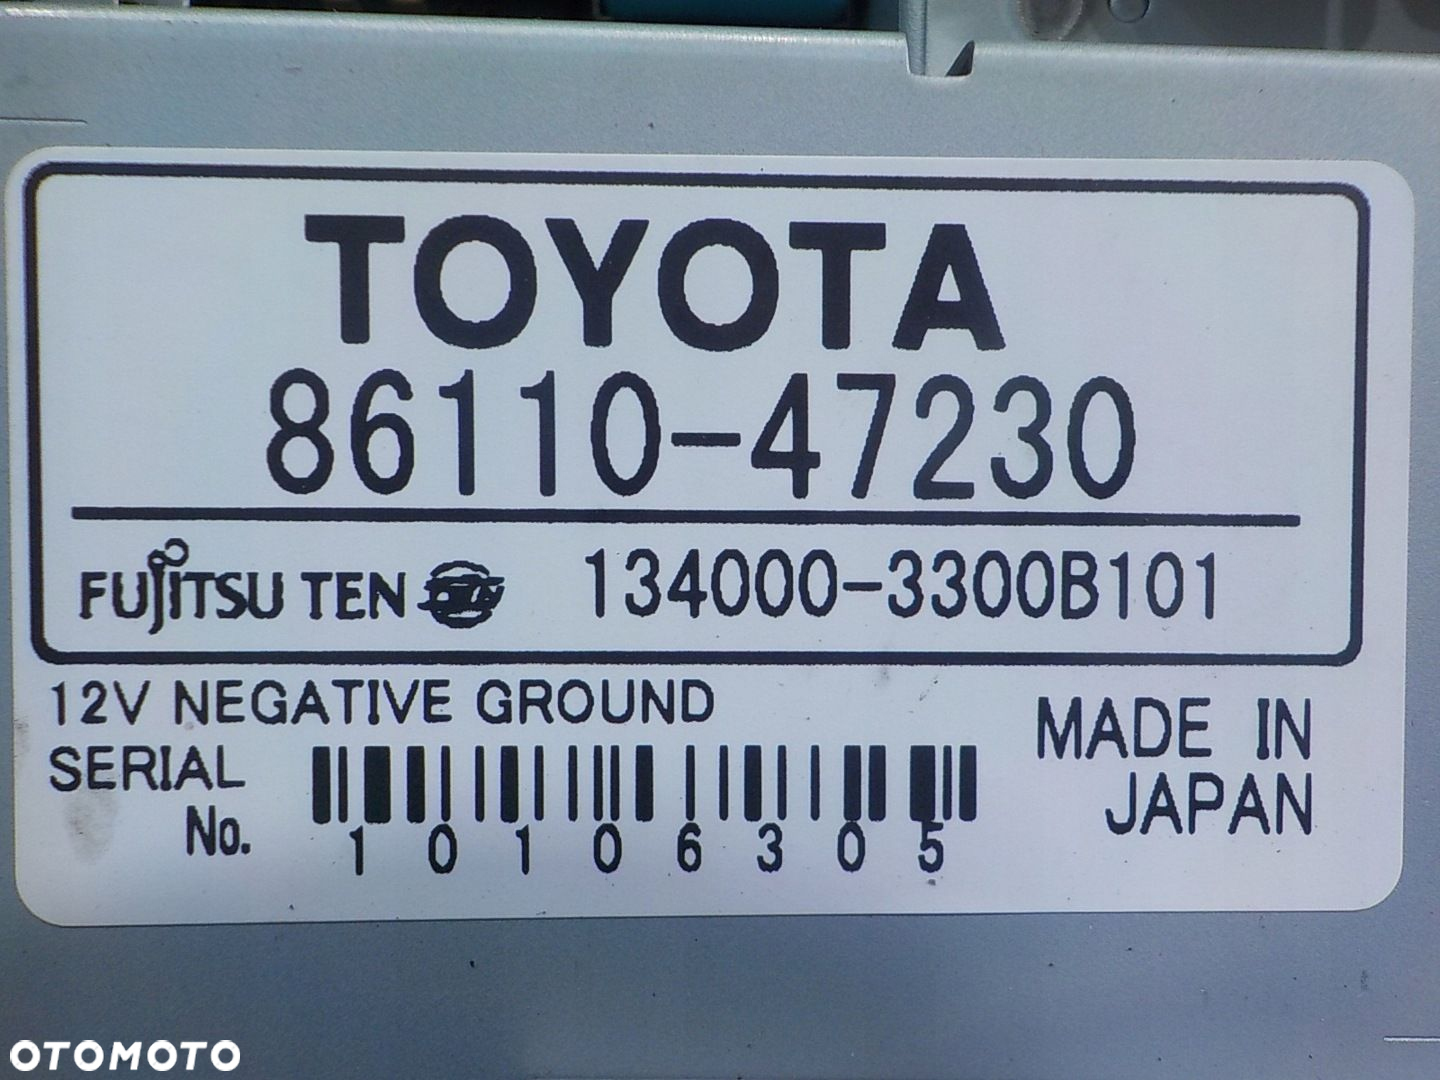 TOYOTA
86110-47230
FUJITSU TEN 134000-3300B101
12V NEGATIVE GROUND
SERIAL
No.
10106305
MADE IN
JAPAN
OTOMOTO